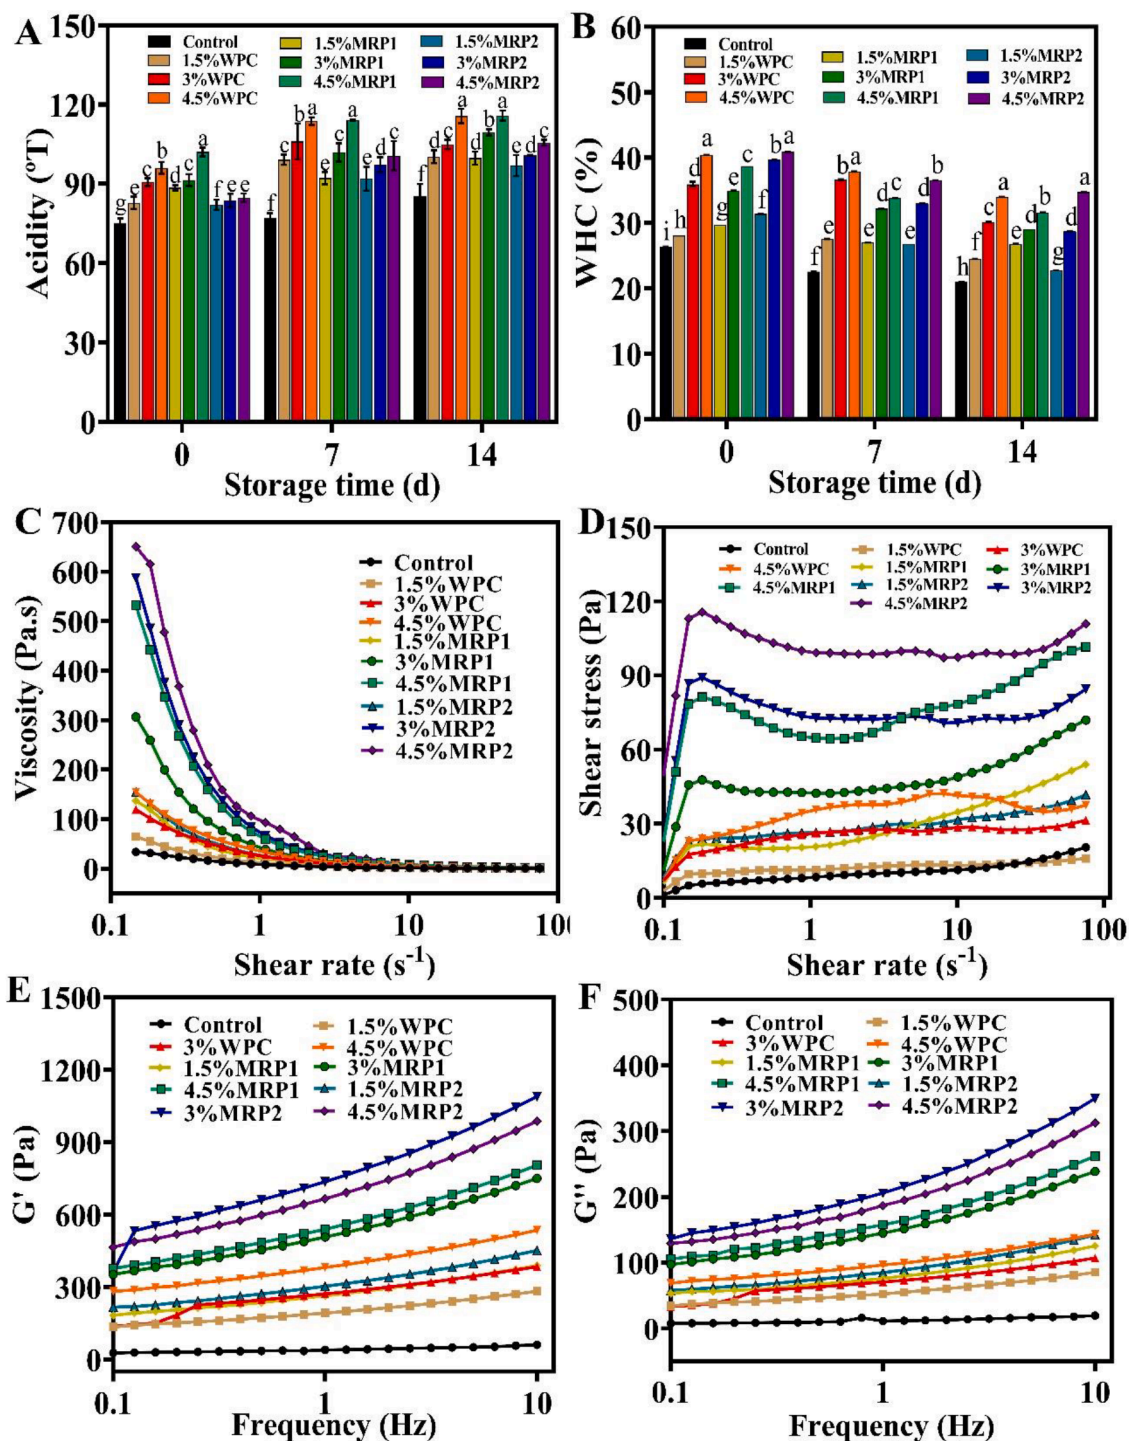 A
Acidity (ºT)
150
120
90
60
30
0
Control
1.5%WPC
3%WPC
4.5%WPC
1.5%MRP1
3%MRP1
4.5%MRP1
1.5%MRP2
3%MRP2
4.5%MRP2
g e c b d c a f e e
f c b a d c a e d c
f d c a d b a e d c
0 7 14
Storage time (d)
B
WHC (%)
60
50
40
30
20
10
0
Control
1.5%WPC
3%WPC
4.5%WPC
1.5%MRP1
3%MRP1
4.5%MRP1
1.5%MRP2
3%MRP2
4.5%MRP2
i h d a g e c f b a
f e b a e d c e d b
h f c a e d b g d a
0 7 14
Storage time (d)
C
Viscosity (Pa.s)
700
600
500
400
300
200
100
0
Control
1.5%WPC
3%WPC
4.5%WPC
1.5%MRP1
3%MRP1
4.5%MRP1
1.5%MRP2
3%MRP2
4.5%MRP2
0.1 1 10 100
Shear rate (s-1)
D
Shear stress (Pa)
150
120
90
60
30
0
Control 1.5%WPC 3%WPC
4.5%WPC 1.5%MRP1 3%MRP1
4.5%MRP1 1.5%MRP2 3%MRP2
4.5%MRP2
0.1 1 10 100
Shear rate (s-1)
E
G' (Pa)
1500
1200
900
600
300
0
Control 1.5%WPC
3%WPC 4.5%WPC
1.5%MRP1 3%MRP1
4.5%MRP1 1.5%MRP2
3%MRP2 4.5%MRP2
0.1 1 10
Frequency (Hz)
F
G'' (Pa)
500
400
300
200
100
0
Control 1.5%WPC
3%WPC 4.5%WPC
1.5%MRP1 3%MRP1
4.5%MRP1 1.5%MRP2
3%MRP2 4.5%MRP2
0.1 1 10
Frequency (Hz)